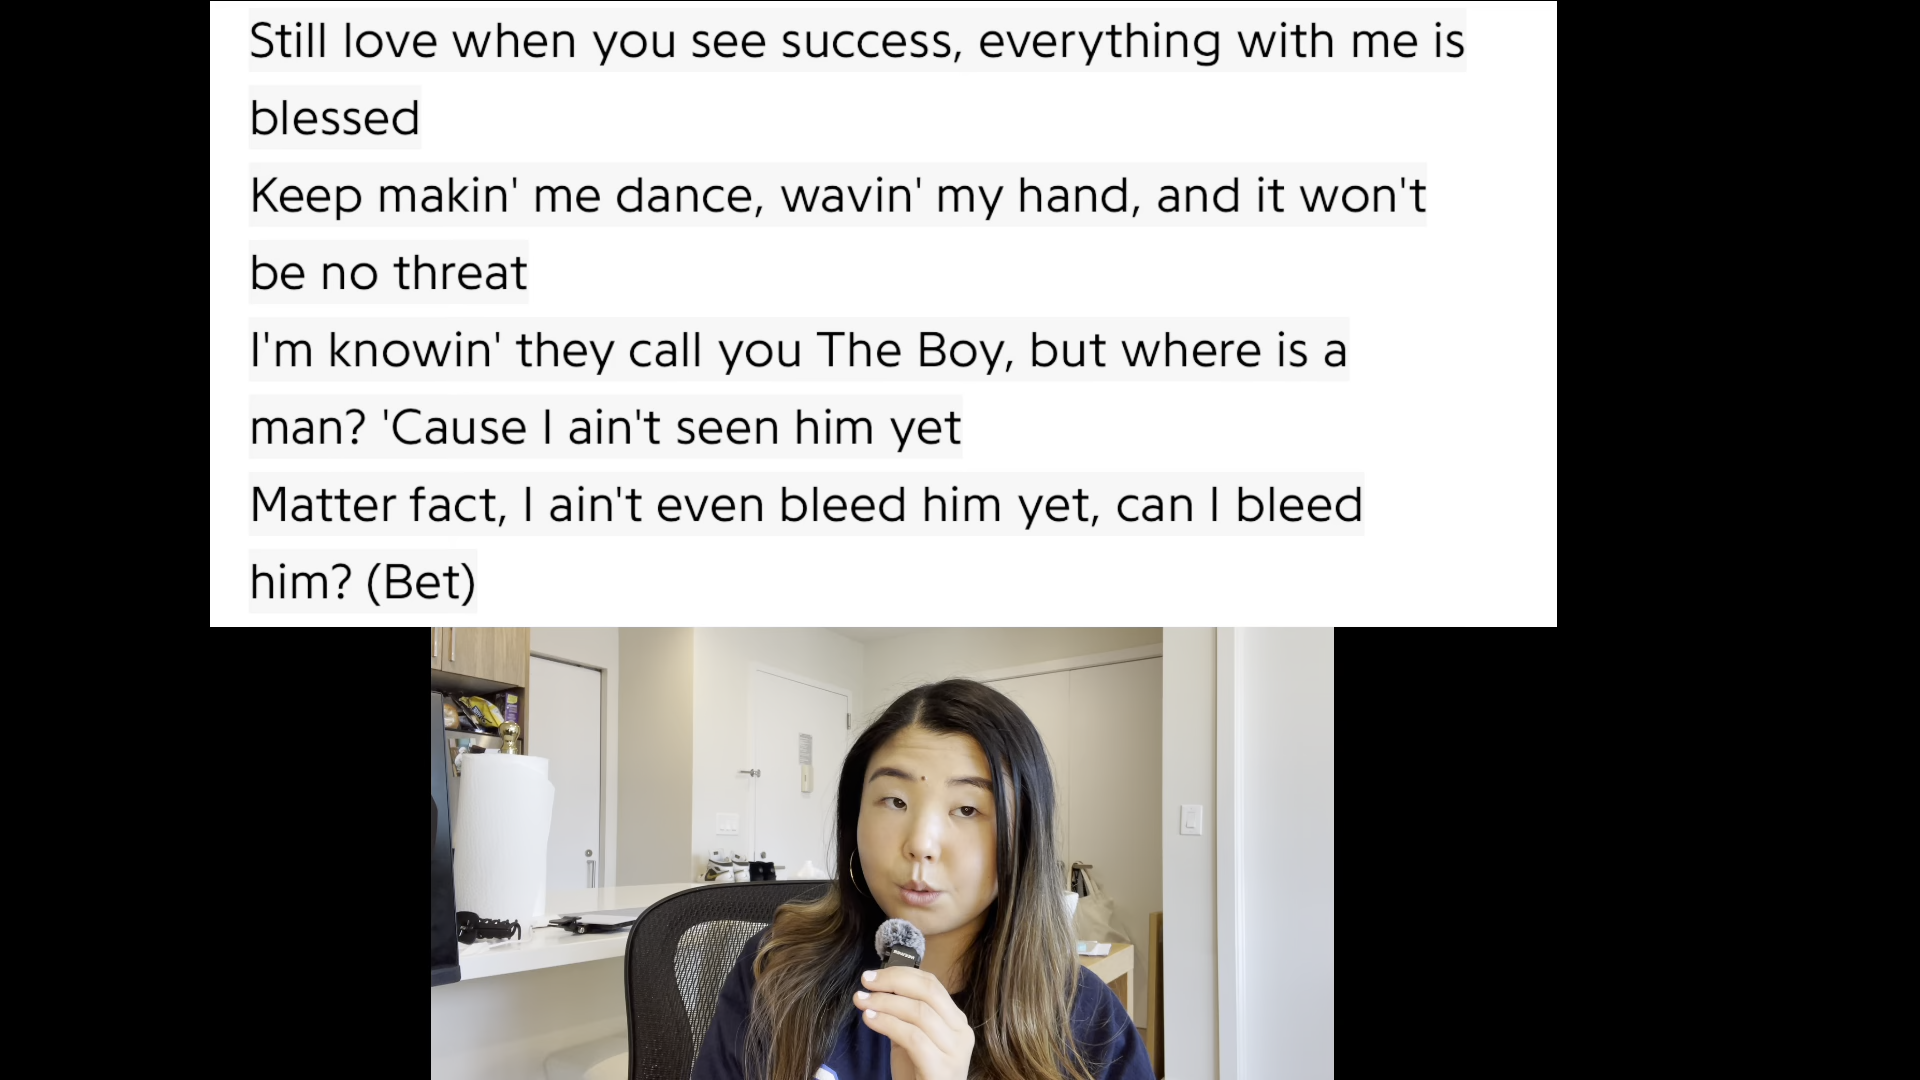 Still love when you see success, everything with me is
blessed
Keep makin' me dance, wavin' my hand, and it won't
be no threat
I'm knowin' they call you The Boy, but where is a
man? 'Cause I ain't seen him yet
Matter fact, I ain't even bleed him yet, can I bleed
him? (Bet)